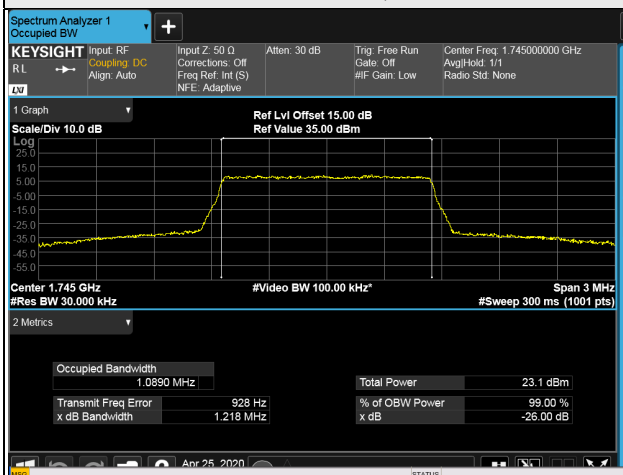 Spectrum Analyzer 1
Occupied BW
KEYSIGHT
RL
LXI
Input: RF
Coupling: DC
Align: Auto
Input Z: 50 Ω
Corrections: Off
Freq Ref: Int (S)
NFE: Adaptive
Atten: 30 dB
Trig: Free Run
Gate: Off
#IF Gain: Low
Center Freq: 1.745000000 GHz
Avg|Hold: 1/1
Radio Std: None
1 Graph
Scale/Div 10.0 dB
Ref Lvl Offset 15.00 dB
Ref Value 35.00 dBm
Log
25.0
15.0
5.00
-5.00
-15.0
-25.0
-35.0
-45.0
-55.0
Center 1.745 GHz
#Video BW 100.00 kHz*
Span 3 MHz
#Res BW 30.000 kHz
#Sweep 300 ms (1001 pts)
2 Metrics
Occupied Bandwidth
1.0890 MHz
Total Power 23.1 dBm
Transmit Freq Error 928 Hz
% of OBW Power 99.00 %
x dB Bandwidth 1.218 MHz
x dB -26.00 dB
Apr 25, 2020
MSG
STATUS